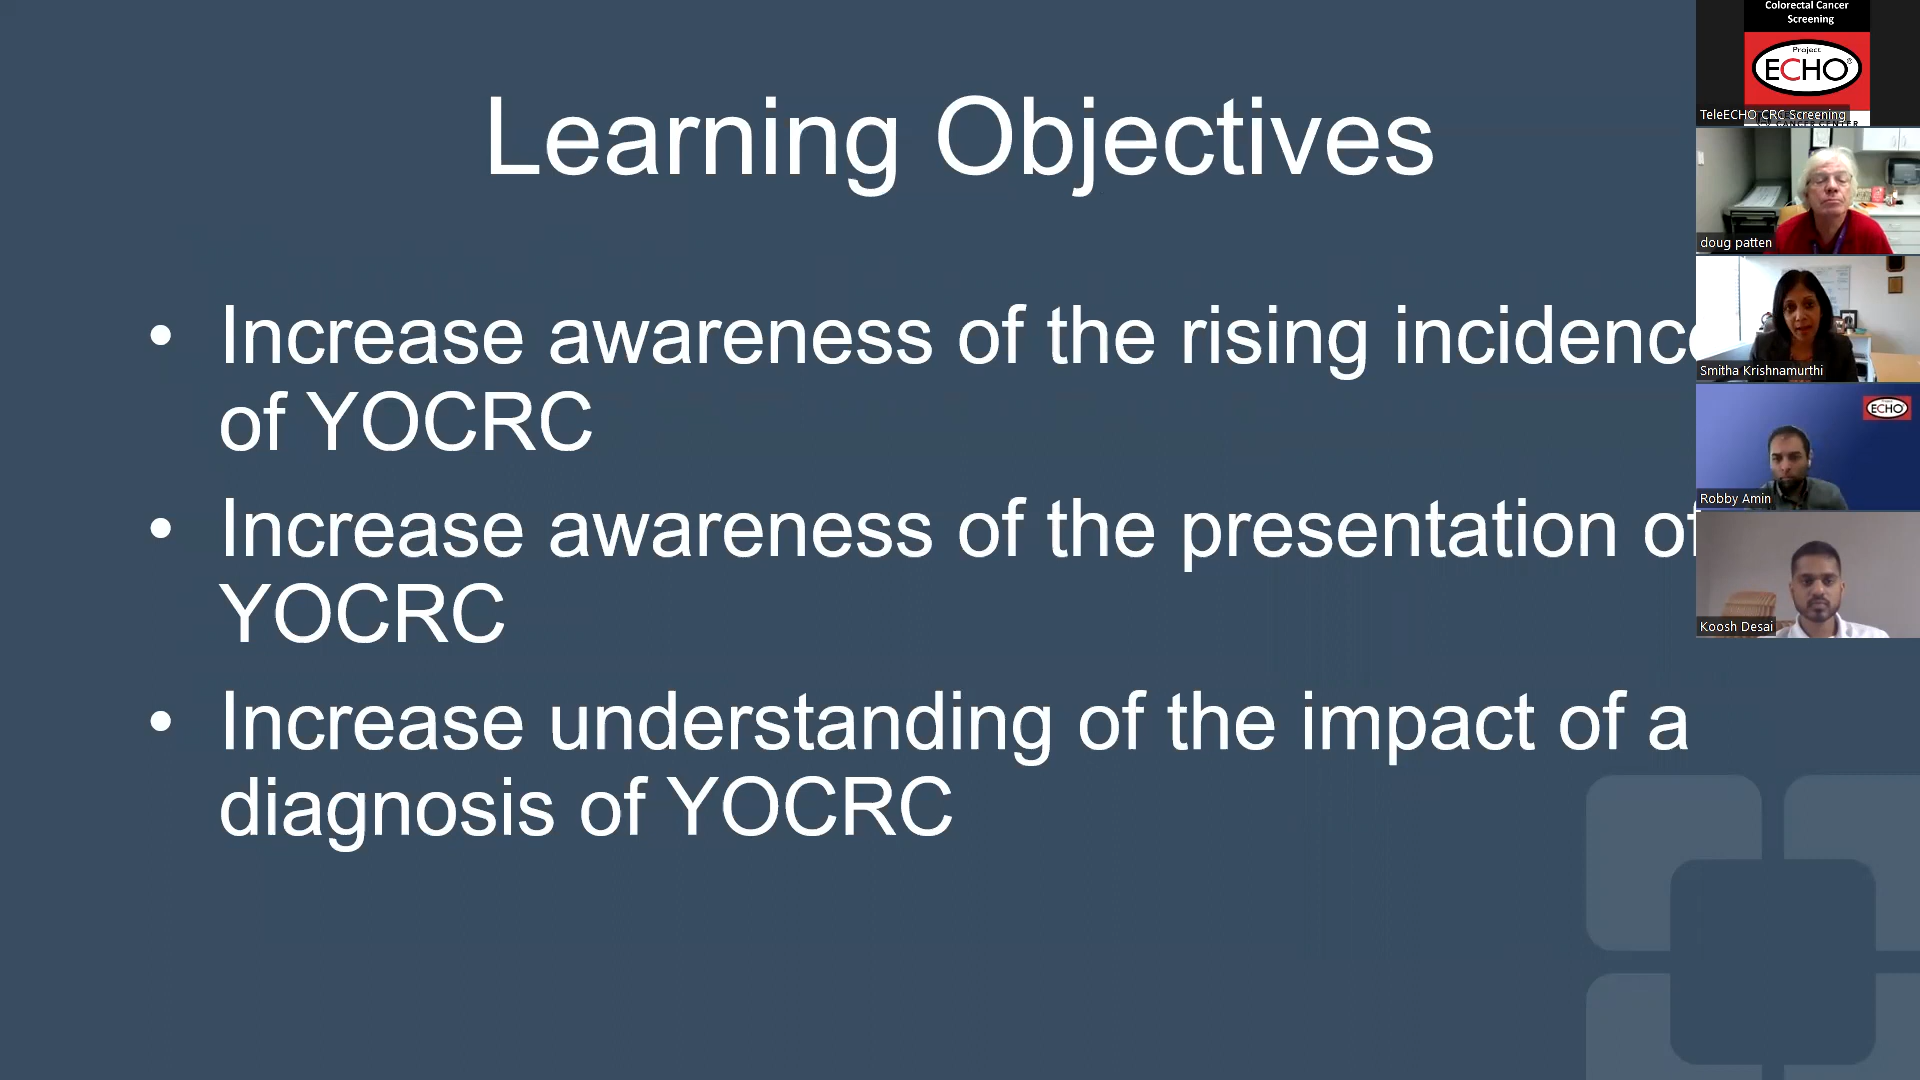 Learning Objectives
• Increase awareness of the rising incidenc
of YOCRC
• Increase awareness of the presentation of
YOCRC
• Increase understanding of the impact of a
diagnosis of YOCRC
Colorectal Cancer
Screening
Project
ECHO®
TeleECHO CRC Screening
doug patten
Smitha Krishnamurthi
ECHO
Robby Amin
Koosh Desai